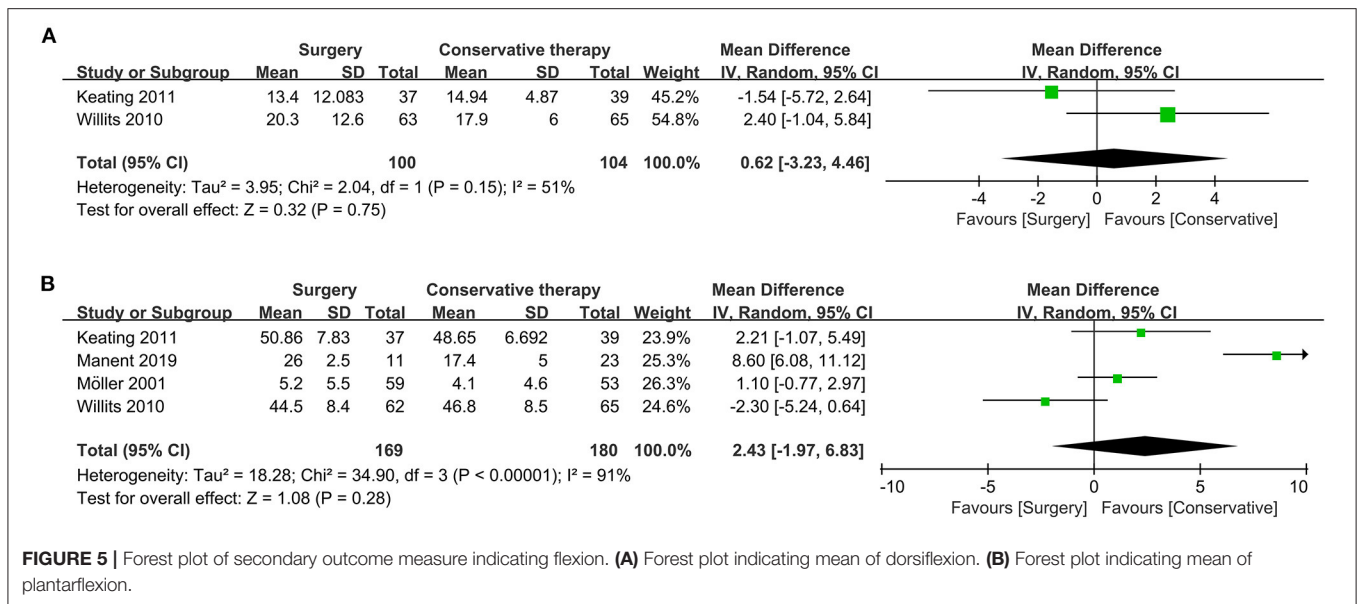 A
Surgery Conservative therapy Mean Difference Mean Difference
Study or Subgroup Mean SD Total Mean SD Total Weight IV, Random, 95% CI IV, Random, 95% CI
Keating 2011 13.4 12.083 37 14.94 4.87 39 45.2% -1.54 [-5.72, 2.64]
Willits 2010 20.3 12.6 63 17.9 6 65 54.8% 2.40 [-1.04, 5.84]
Total (95% CI) 100 104 100.0% 0.62 [-3.23, 4.46]
Heterogeneity: Tau² = 3.95; Chi² = 2.04, df = 1 (P = 0.15); I² = 51%
Test for overall effect: Z = 0.32 (P = 0.75)
-4 -2 0 2 4
Favours [Surgery] Favours [Conservative]
B
Surgery Conservative therapy Mean Difference Mean Difference
Study or Subgroup Mean SD Total Mean SD Total Weight IV, Random, 95% CI IV, Random, 95% CI
Keating 2011 50.86 7.83 37 48.65 6.692 39 23.9% 2.21 [-1.07, 5.49]
Manent 2019 26 2.5 11 17.4 5 23 25.3% 8.60 [6.08, 11.12]
Möller 2001 5.2 5.5 59 4.1 4.6 53 26.3% 1.10 [-0.77, 2.97]
Willits 2010 44.5 8.4 62 46.8 8.5 65 24.6% -2.30 [-5.24, 0.64]
Total (95% CI) 169 180 100.0% 2.43 [-1.97, 6.83]
Heterogeneity: Tau² = 18.28; Chi² = 34.90, df = 3 (P < 0.00001); I² = 91%
Test for overall effect: Z = 1.08 (P = 0.28)
-10 -5 0 5 10
Favours [Surgery] Favours [Conservative]
FIGURE 5 | Forest plot of secondary outcome measure indicating flexion. (A) Forest plot indicating mean of dorsiflexion. (B) Forest plot indicating mean of
plantarflexion.